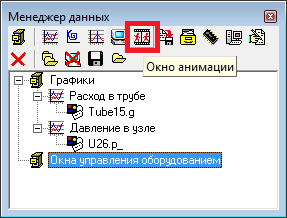 Менеджер данных
Окно анимации
Графики
Расход в трубе
Tube15.g
Давление в узле
U26.p_
Окна управления оборудованием